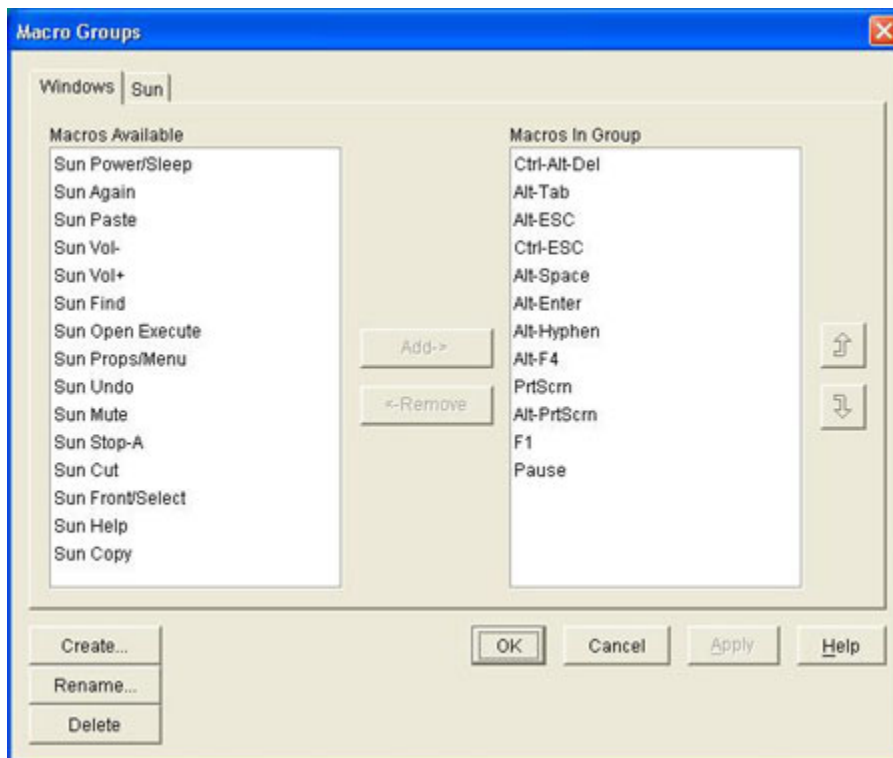 Macro Groups
Windows
Sun
Macros Available
Sun Power/Sleep
Sun Again
Sun Paste
Sun Vol-
Sun Vol+
Sun Find
Sun Open Execute
Sun Props/Menu
Sun Undo
Sun Mute
Sun Stop-A
Sun Cut
Sun Front/Select
Sun Help
Sun Copy
Add->
<-Remove
Macros In Group
Ctrl-Alt-Del
Alt-Tab
Alt-ESC
Ctrl-ESC
Alt-Space
Alt-Enter
Alt-Hyphen
Alt-F4
PrtScrn
Alt-PrtScrn
F1
Pause
Create...
Rename...
Delete
OK
Cancel
Apply
Help